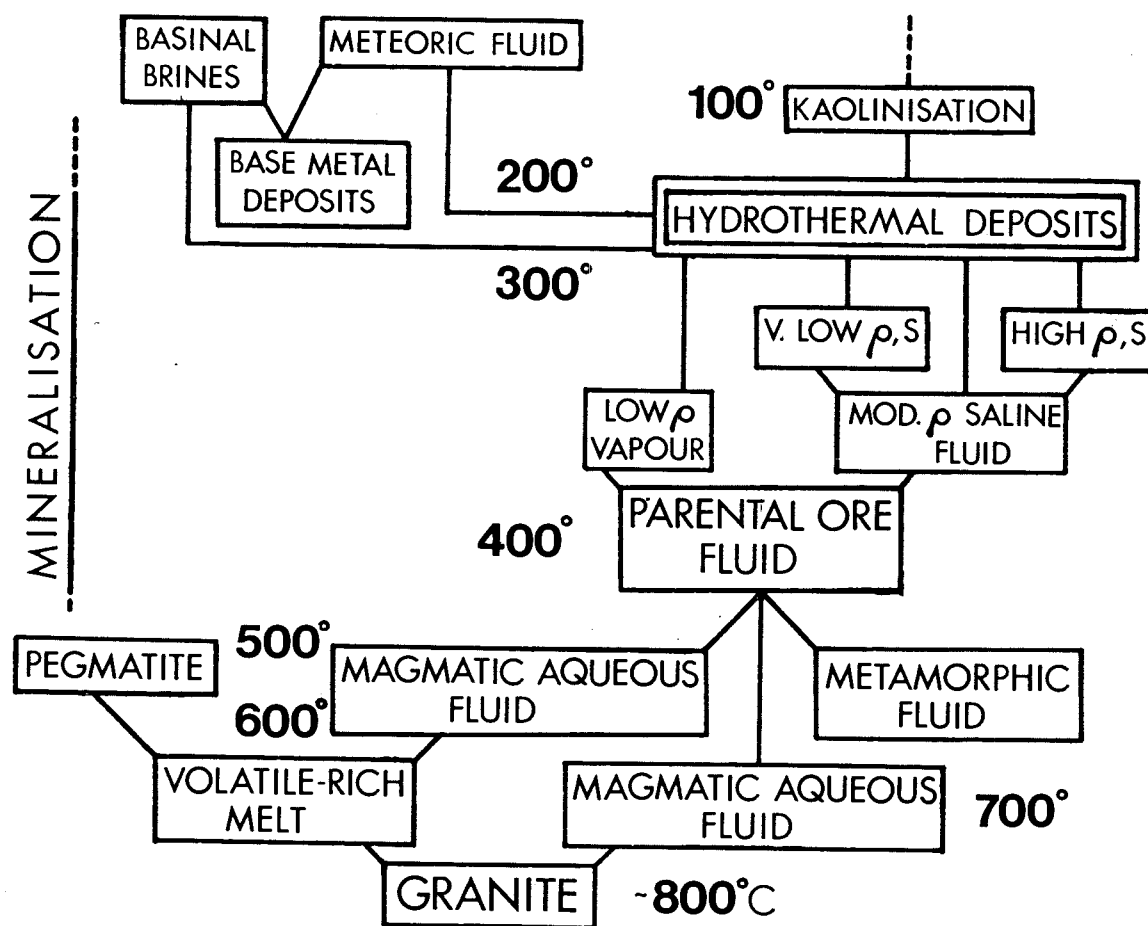 BASINAL
BRINES
METEORIC FLUID
100°
KAOLINISATION
BASE METAL
DEPOSITS
200°
HYDROTHERMAL DEPOSITS
300°
MINERALISATION
V. LOW ρ, S
HIGH ρ, S
LOW ρ
VAPOUR
MOD. ρ SALINE
FLUID
400°
PARENTAL ORE
FLUID
PEGMATITE
500°
600°
MAGMATIC AQUEOUS
FLUID
METAMORPHIC
FLUID
VOLATILE-RICH
MELT
MAGMATIC AQUEOUS
FLUID
700°
GRANITE
~800°C